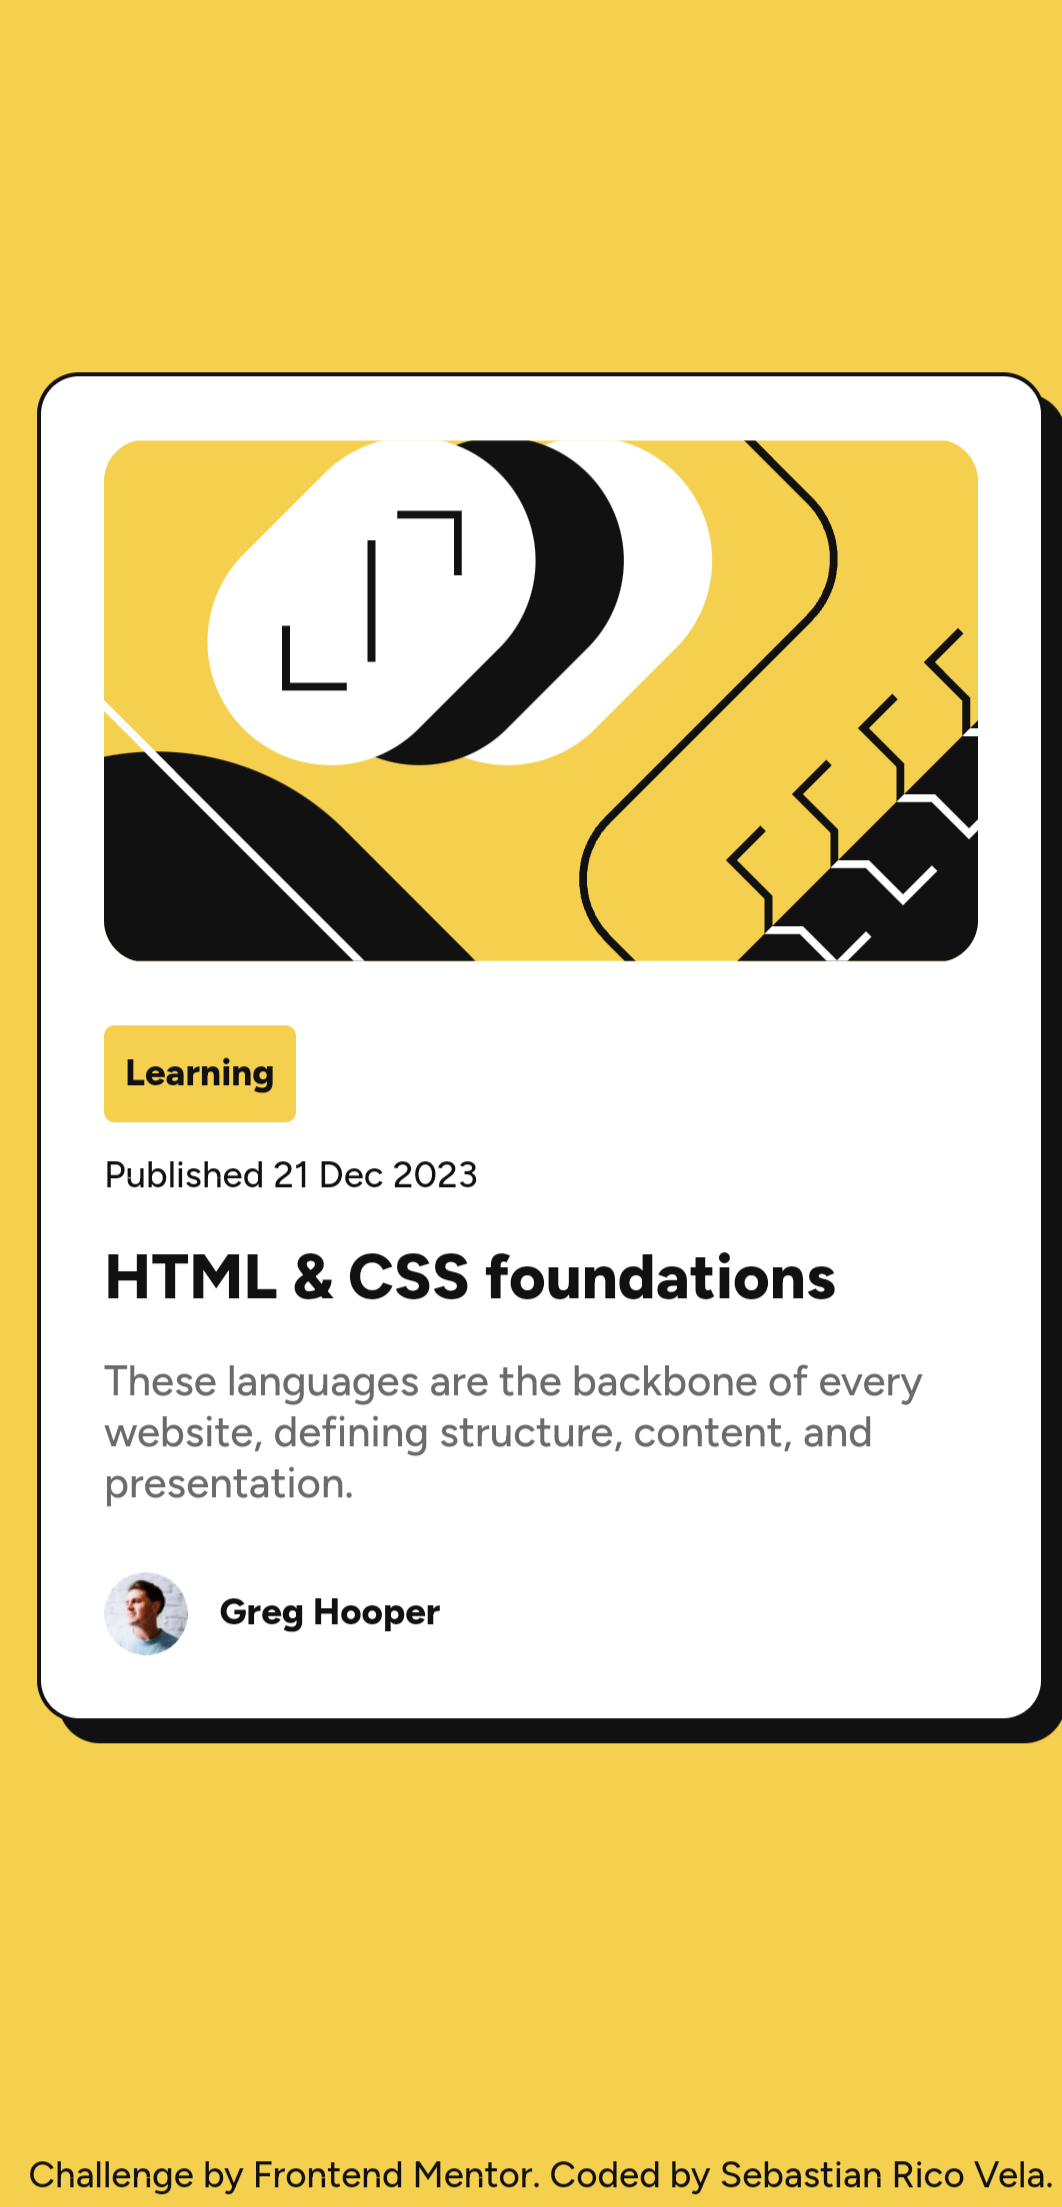 Learning
Published 21 Dec 2023
HTML & CSS foundations
These languages are the backbone of every
website, defining structure, content, and
presentation.
Greg Hooper
Challenge by Frontend Mentor. Coded by Sebastian Rico Vela.